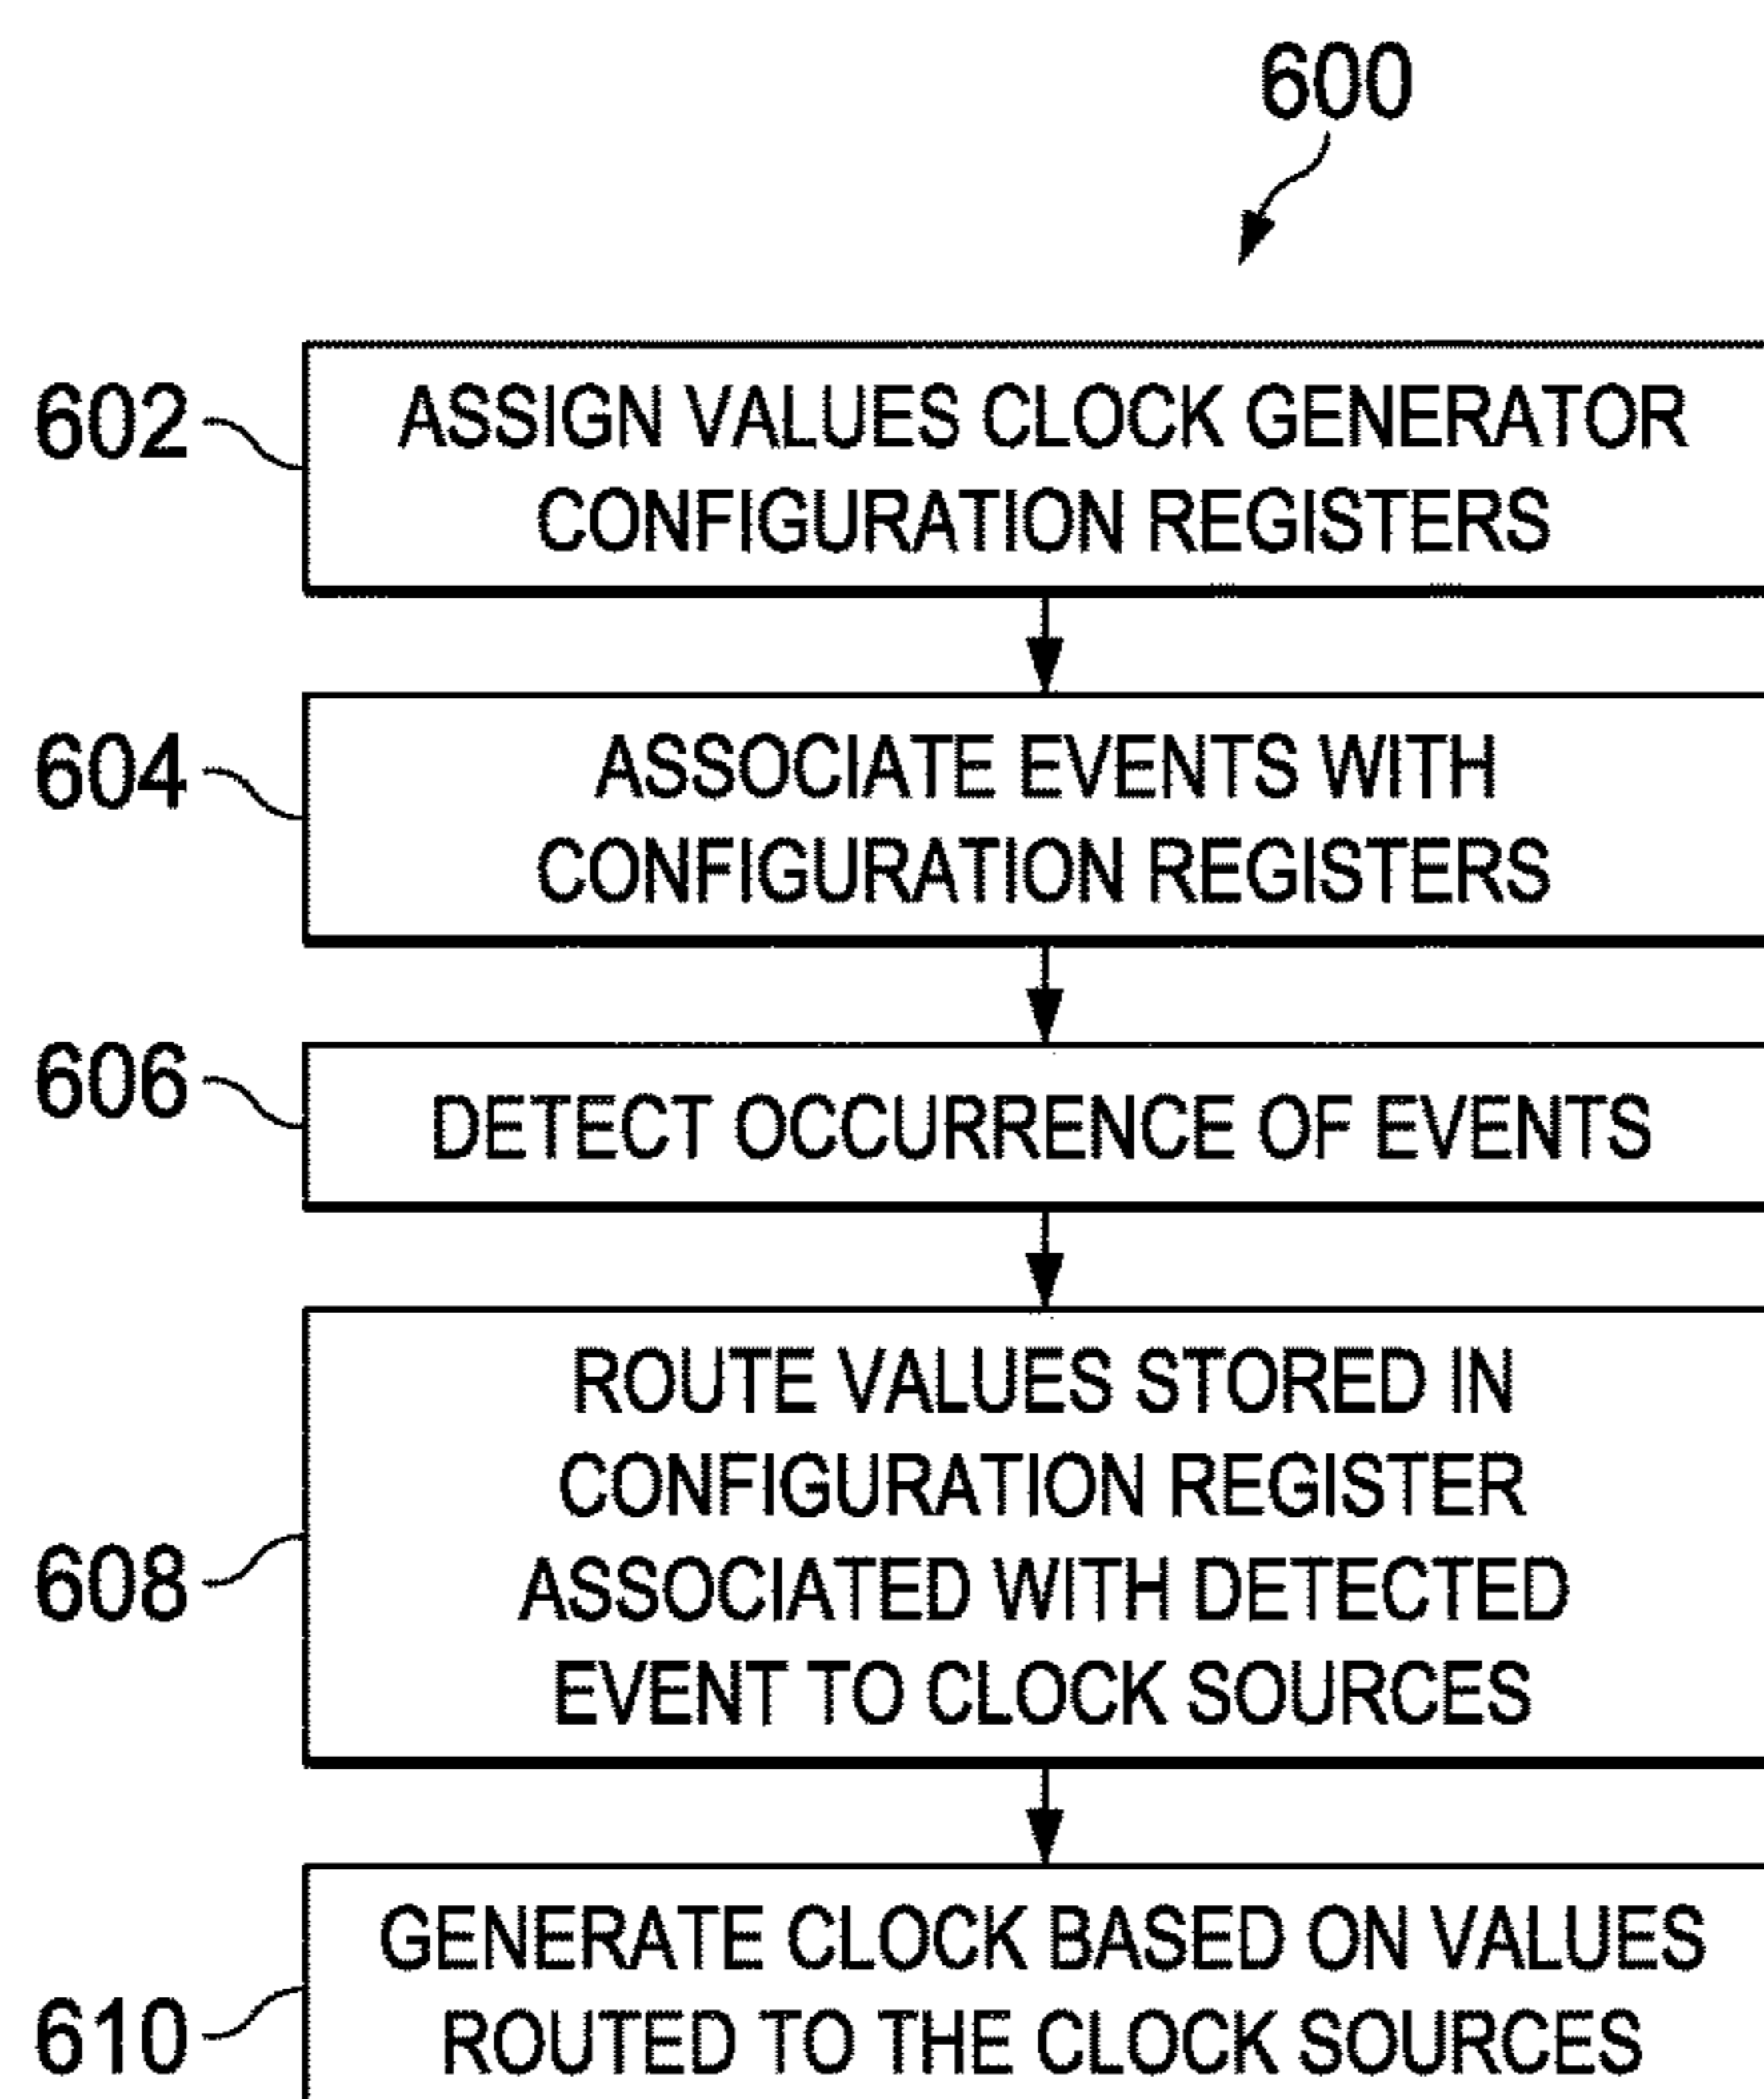 600
602
ASSIGN VALUES CLOCK GENERATOR
CONFIGURATION REGISTERS
604
ASSOCIATE EVENTS WITH
CONFIGURATION REGISTERS
606
DETECT OCCURRENCE OF EVENTS
608
ROUTE VALUES STORED IN
CONFIGURATION REGISTER
ASSOCIATED WITH DETECTED
EVENT TO CLOCK SOURCES
610
GENERATE CLOCK BASED ON VALUES
ROUTED TO THE CLOCK SOURCES